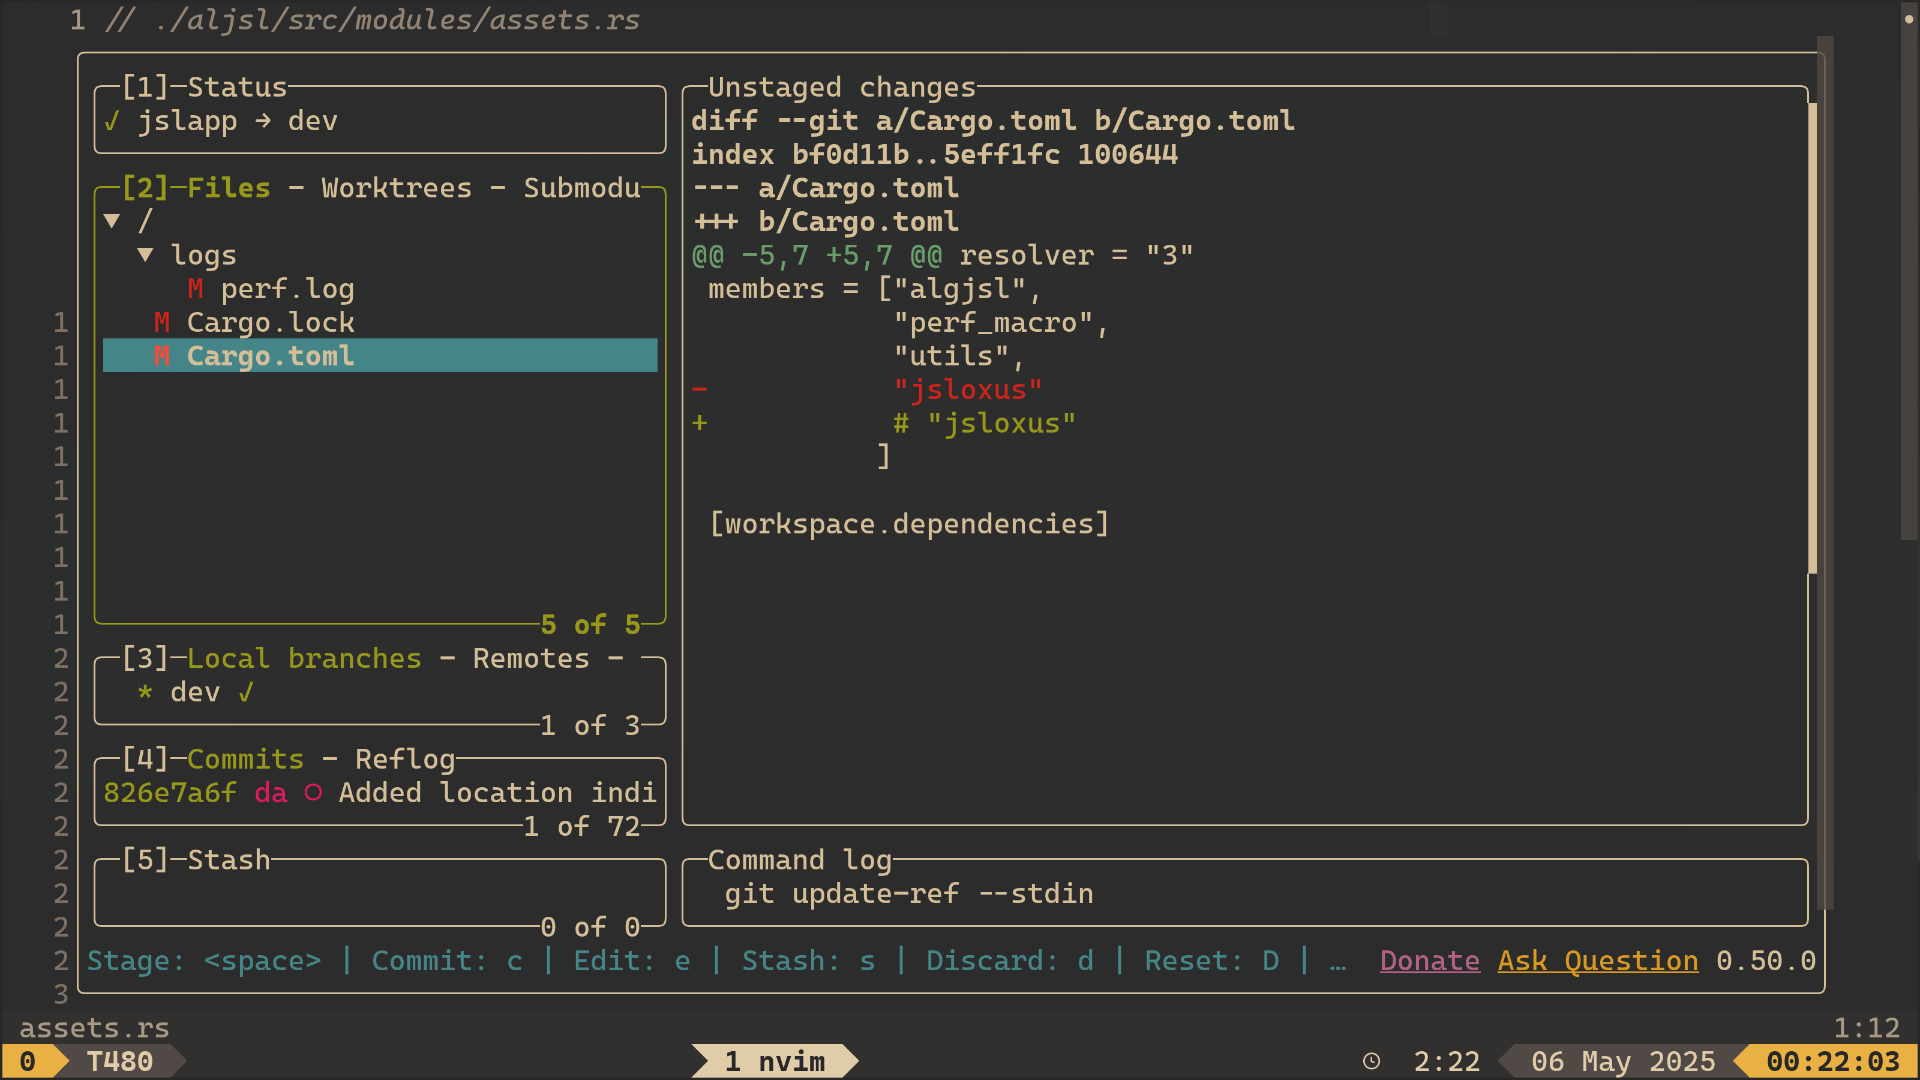 1 // ./aljsl/src/modules/assets.rs
[1]─Status
✓ jslapp → dev
[2]─Files - Worktrees - Submodu
▼ /
▼ logs
M perf.log
M Cargo.lock
M Cargo.toml
5 of 5
[3]─Local branches - Remotes -
* dev ✓
1 of 3
[4]─Commits - Reflog
826e7a6f da ○ Added location indi
1 of 72
[5]─Stash
0 of 0
Unstaged changes
diff --git a/Cargo.toml b/Cargo.toml
index bf0d11b..5eff1fc 100644
--- a/Cargo.toml
+++ b/Cargo.toml
@@ -5,7 +5,7 @@ resolver = "3"
members = ["algjsl",
"perf_macro",
"utils",
- "jsloxus"
+ # "jsloxus"
]
[workspace.dependencies]
Command log
git update-ref --stdin
Stage: <space> | Commit: c | Edit: e | Stash: s | Discard: d | Reset: D | … Donate Ask Question 0.50.0
1
1
1
1
1
1
1
1
1
1
2
2
2
2
2
2
2
2
2
2
3
assets.rs 1:12
0 T480 1 nvim 2:22 06 May 2025 00:22:03